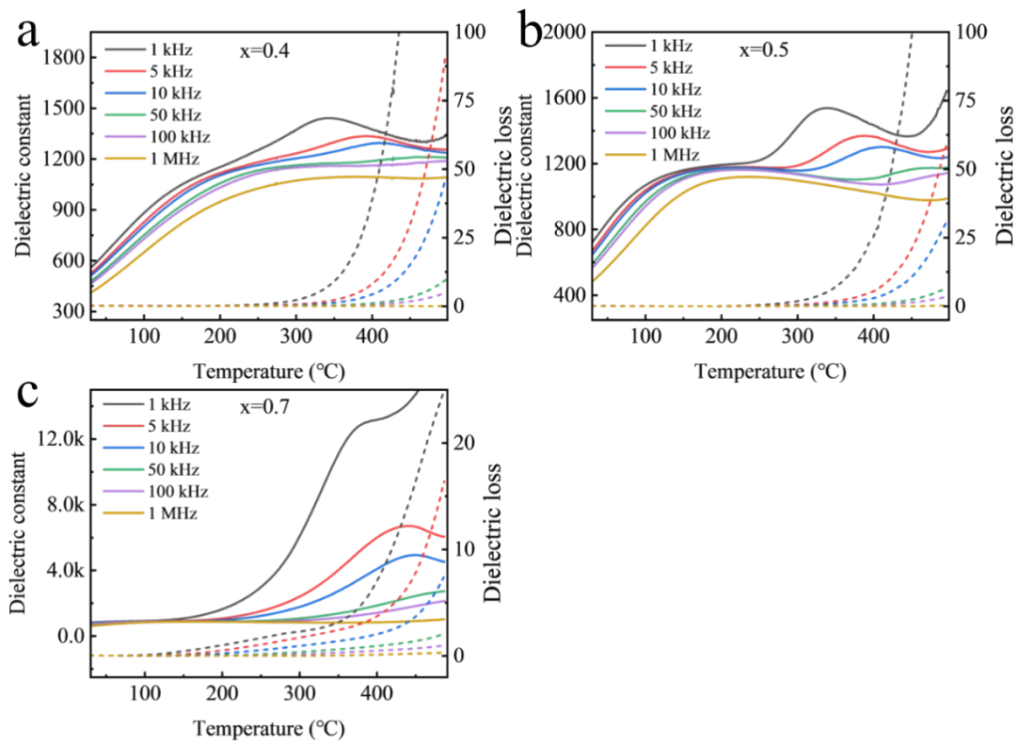 a
x=0.4
1 kHz
5 kHz
10 kHz
50 kHz
100 kHz
1 MHz
1800
1500
1200
900
600
300
Dielectric constant
100
75
50
25
0
Dielectric loss
100
200
300
400
Temperature (℃)
b
x=0.5
1 kHz
5 kHz
10 kHz
50 kHz
100 kHz
1 MHz
2000
1600
1200
800
400
Dielectric constant
100
75
50
25
0
Dielectric loss
100
200
300
400
Temperature (℃)
c
x=0.7
1 kHz
5 kHz
10 kHz
50 kHz
100 kHz
1 MHz
12.0k
8.0k
4.0k
0.0
Dielectric constant
20
10
0
Dielectric loss
100
200
300
400
Temperature (℃)